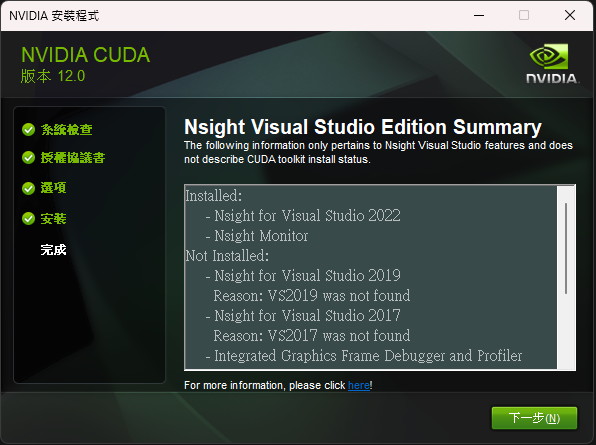 NVIDIA 安裝程式
NVIDIA CUDA
版本 12.0
NVIDIA.
系統檢查
授權協議書
選項
安裝
完成
Nsight Visual Studio Edition Summary
The following information only pertains to Nsight Visual Studio features and does
not describe CUDA toolkit install status.
Installed:
- Nsight for Visual Studio 2022
- Nsight Monitor
Not Installed:
- Nsight for Visual Studio 2019
Reason: VS2019 was not found
- Nsight for Visual Studio 2017
Reason: VS2017 was not found
- Integrated Graphics Frame Debugger and Profiler
For more information, please click here!
下一步(N)